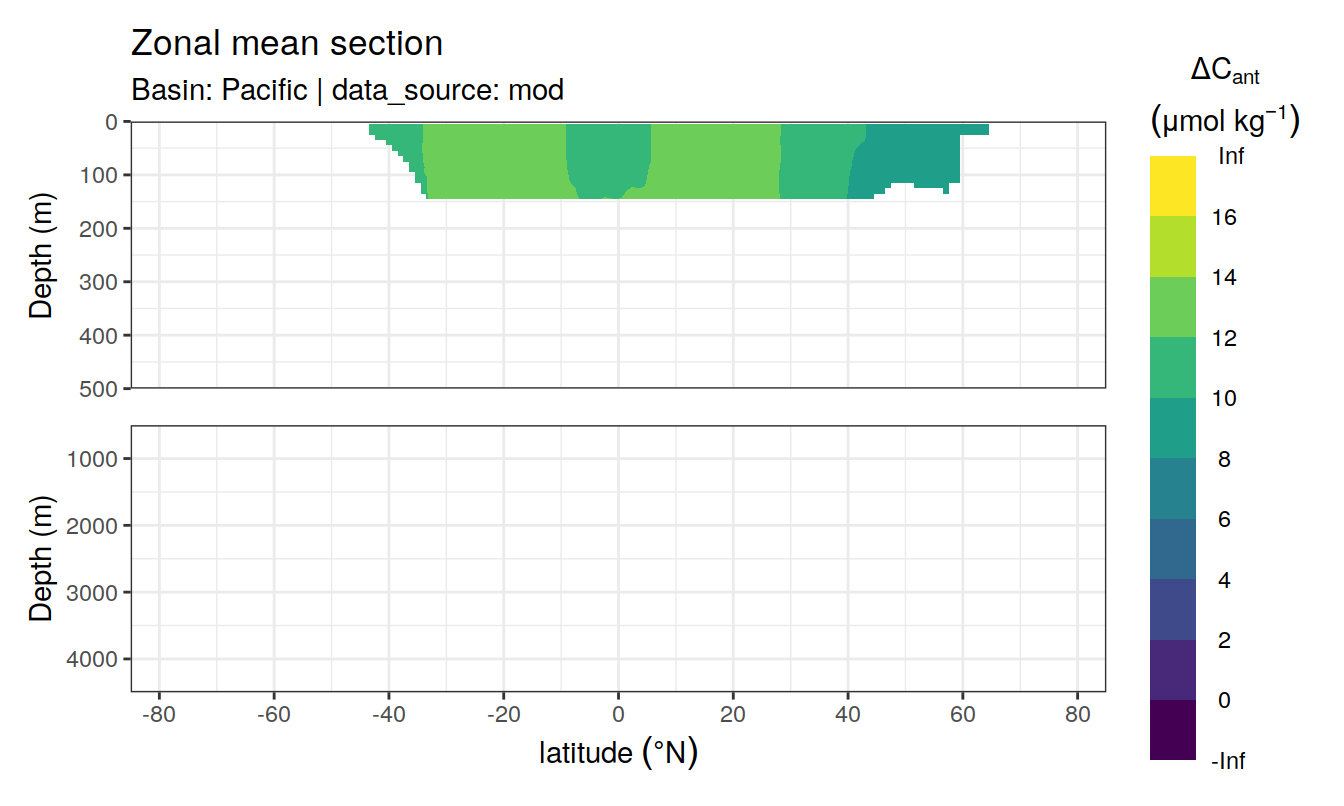 Zonal mean section
Basin: Pacific | data_source: mod
ΔCant
(μmol kg⁻¹)
Inf
16
14
12
10
8
6
4
2
0
-Inf
Depth (m)
0
100
200
300
400
500
Depth (m)
1000
2000
3000
4000
-80 -60 -40 -20 0 20 40 60 80
latitude (°N)